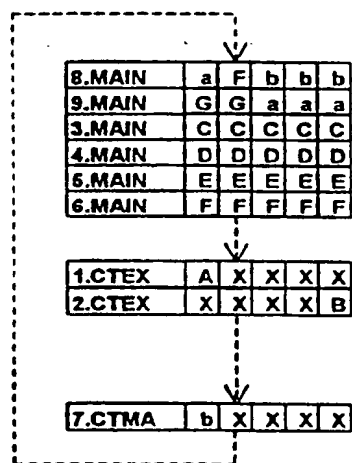 8.MAIN a F b b b
9.MAIN G G a a a
3.MAIN C C C C C
4.MAIN D D D D D
5.MAIN E E E E E
6.MAIN F F F F F
1.CTEX A X X X X
2.CTEX X X X X B
7.CTMA b X X X X